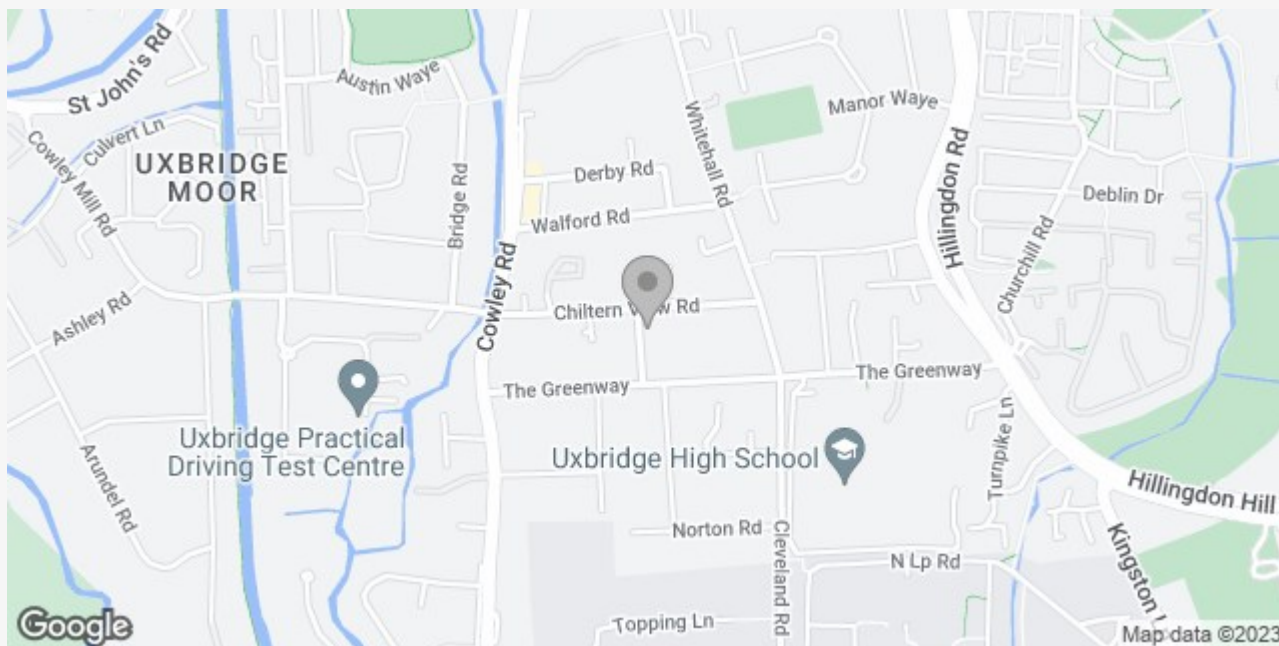 St John's Rd
Austin Waye
Culvert Ln
Cowley Mill Rd
UXBRIDGE
MOOR
Bridge Rd
Derby Rd
Walford Rd
Whitehall Rd
Manor Waye
Hillingdon Rd
Deblin Dr
Churchill Rd
Ashley Rd
Cowley Rd
Chiltern View Rd
The Greenway
The Greenway
Uxbridge Practical
Driving Test Centre
Uxbridge High School
Turnpike Ln
Arundel Rd
Hillingdon Hill
Norton Rd
Cleveland Rd
N Lp Rd
Kingston L
Topping Ln
Google
Map data ©2023